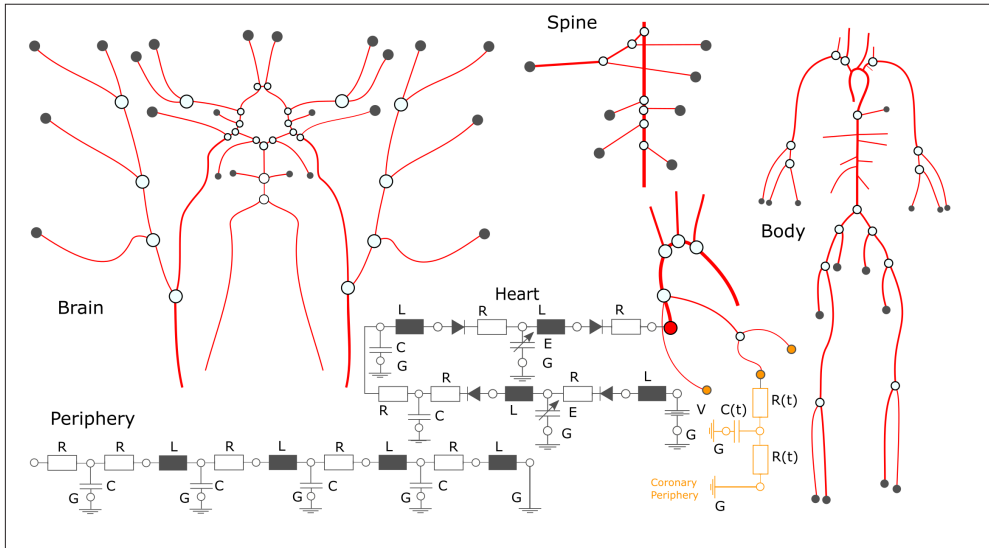 Spine
Brain
Body
Heart
L R L R
C E
G G
R R L R L
C E V
G G
Periphery
R R L R L R L R L
C C C C
G G G G G
R(t)
C(t)
G
R(t)
Coronary
Periphery
G